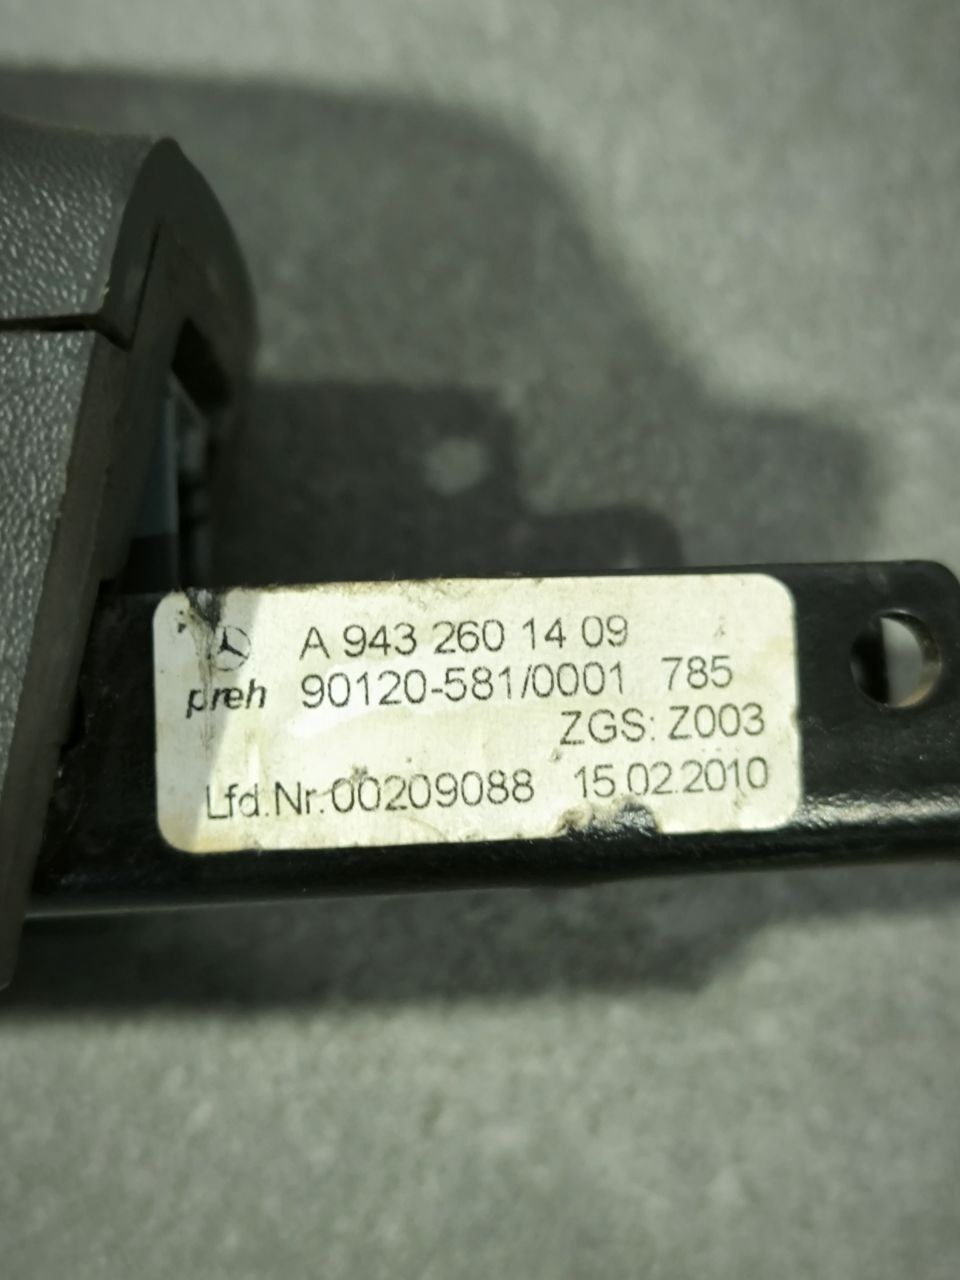 A 943 260 14 09
preh 90120-581/0001 785
ZGS: Z003
Lfd.Nr.00209088 15.02.2010